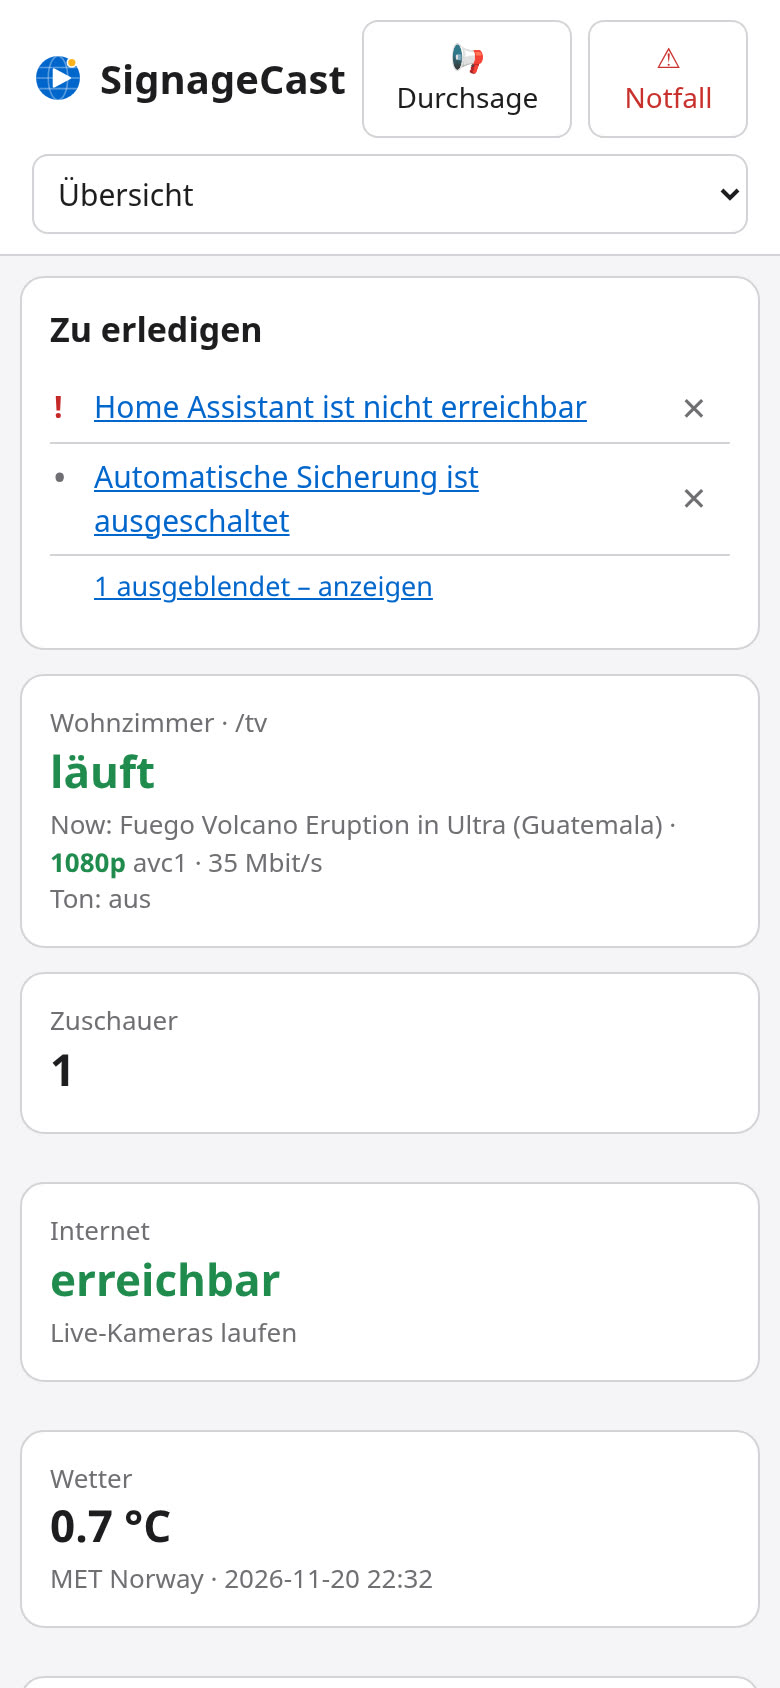 SignageCast
📢
Durchsage
⚠
Notfall
Übersicht
Zu erledigen
! Home Assistant ist nicht erreichbar ✕
• Automatische Sicherung ist
ausgeschaltet ✕
1 ausgeblendet – anzeigen
Wohnzimmer · /tv
läuft
Now: Fuego Volcano Eruption in Ultra (Guatemala) ·
1080p avc1 · 35 Mbit/s
Ton: aus
Zuschauer
1
Internet
erreichbar
Live-Kameras laufen
Wetter
0.7 °C
MET Norway · 2026-11-20 22:32